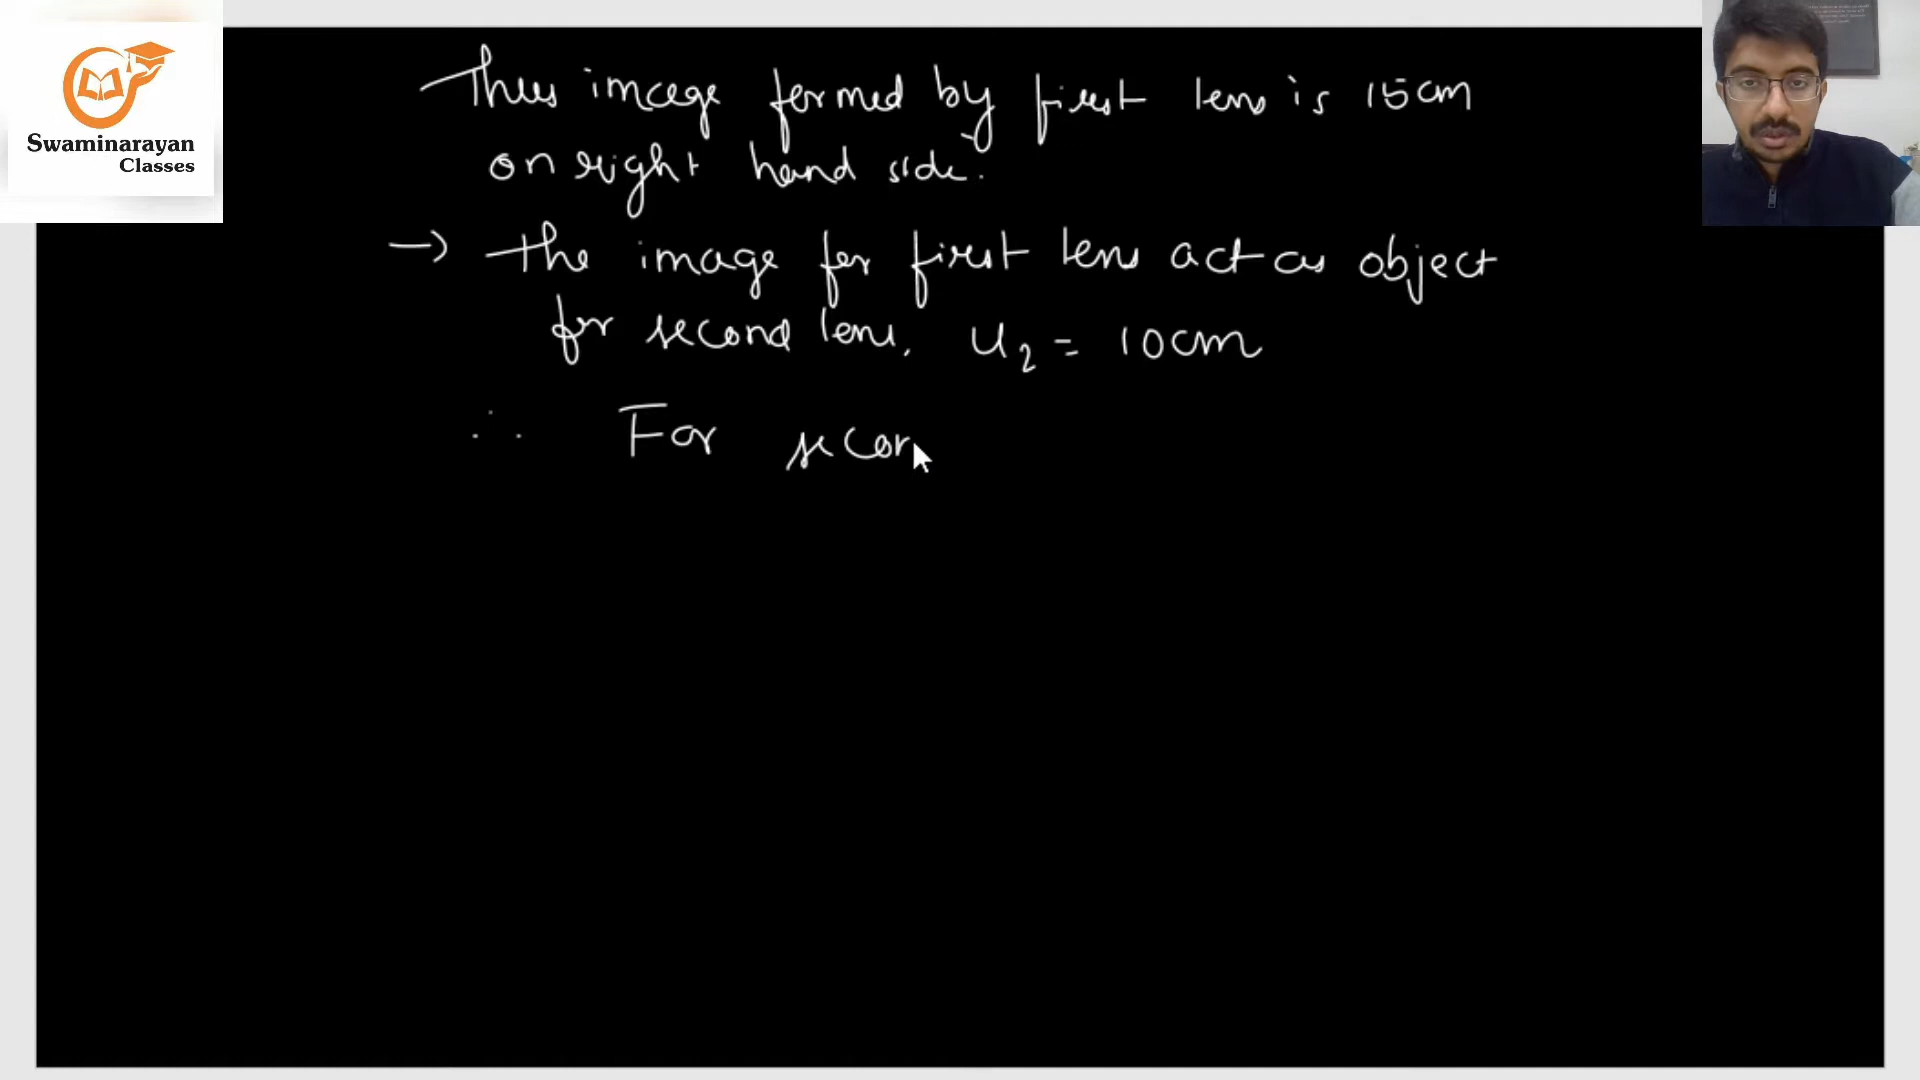 Swaminarayan
Classes
Thus image formed by first lens is 15cm
on right hand side.
→ The image for first lens act as object
for second lens, u₂ = 10cm
∴ For secon